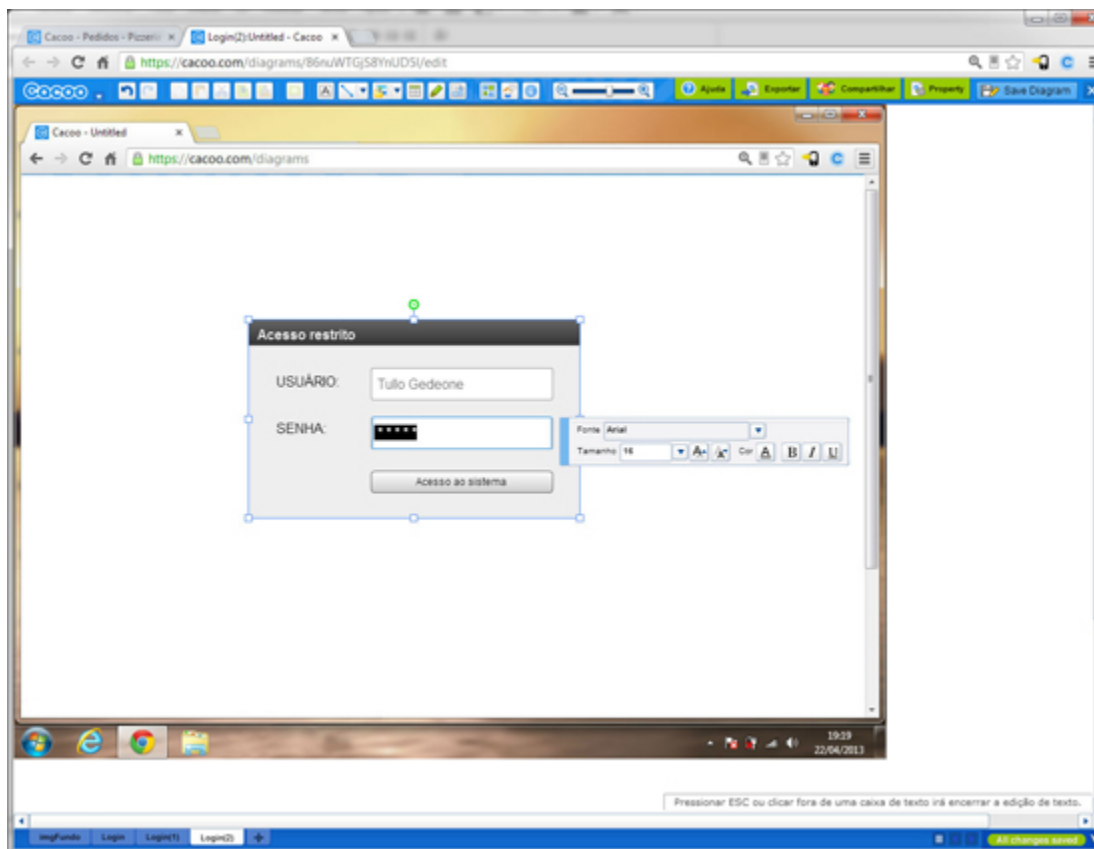 Cacoo - Pedidos - Pizzeri
Login(2):Untitled - Cacoo
https://cacoo.com/diagrams/86nuWTGjS8YnUD5I/edit
Cacoo
Ajuda
Exportar
Compartilhar
Property
Save Diagram
Cacoo - Untitled
https://cacoo.com/diagrams
Acesso restrito
USUÁRIO:
Tulio Gedeone
SENHA:
*****
Fonte Arial
Tamanho 16
Cor A B I U
Acesso ao sistema
19:19
22/04/2013
Pressionar ESC ou clicar fora de uma caixa de texto irá encerrar a edição de texto.
imgFundo
Login
Login(1)
Login(2)
All changes saved